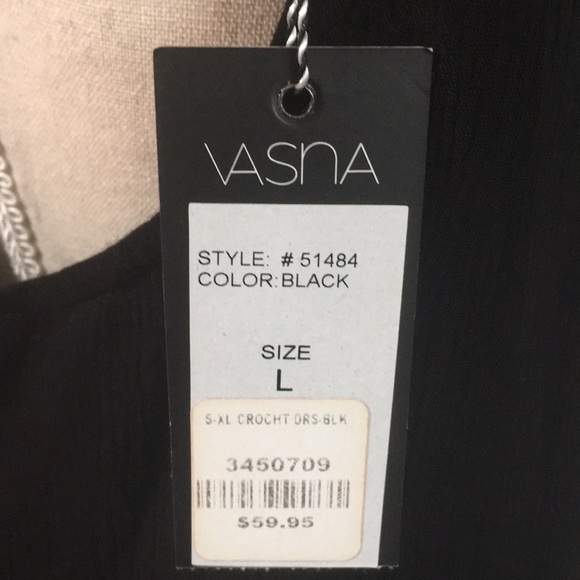 VASNA
STYLE: # 51484
COLOR:BLACK
SIZE
L
S-XL CROCHT DRS-BLK
3450709
$59.95